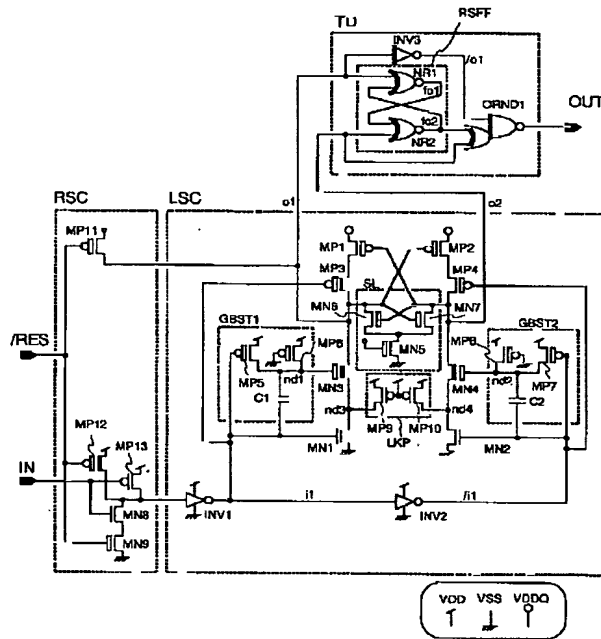 RSFF
TU
INV3
/o1
NR1
fo1
ORND1
OUT
fo2
NR2
RSC
LSC
o1
o2
MP11
MP1
MP2
MP3
MP4
SL
MN6
MN7
GBST1
GBST2
/RES
MP6
MN5
MP8
MP5
nd1
MN3
MN4
nd2
MP7
C1
C2
MP12
nd3
nd4
MP13
MP9
MP10
MN1
LKP
MN2
IN
i1
/i1
MN8
INV1
INV2
MN9
VDD
VSS
VDDQ